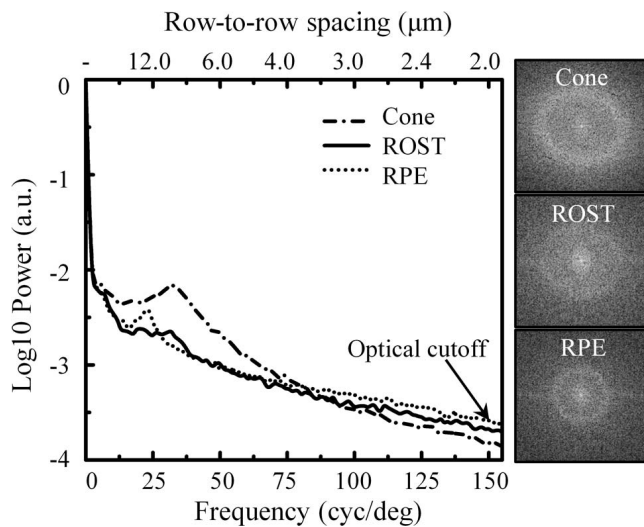 Row-to-row spacing (μm)
- 12.0 6.0 4.0 3.0 2.4 2.0
Cone
ROST
RPE
Optical cutoff
Log10 Power (a.u.)
0
-1
-2
-3
-4
0 25 50 75 100 125 150
Frequency (cyc/deg)
Cone
ROST
RPE